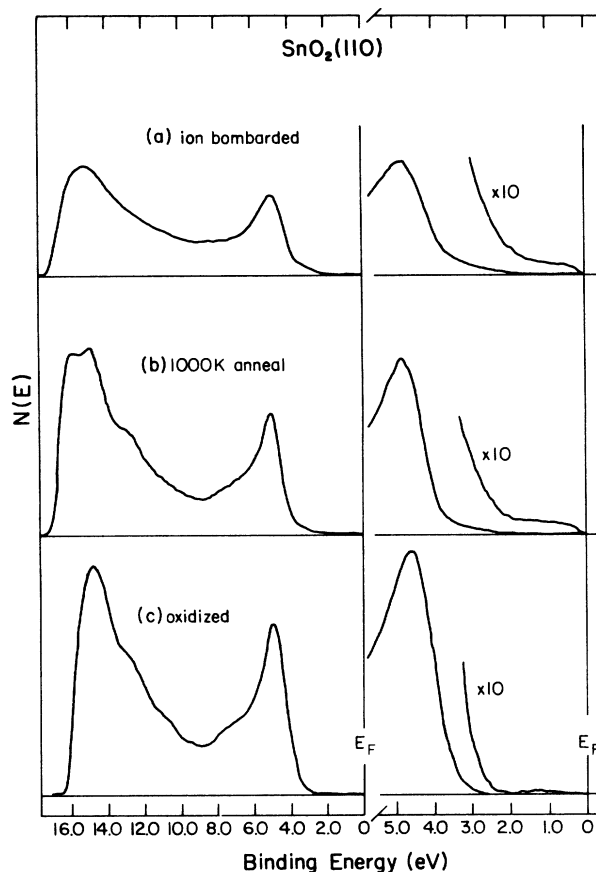 SnO₂(110)
(a) ion bombarded
x10
(b) 1000K anneal
x10
(c) oxidized
x10
N(E)
E_F
E_F
16.0 14.0 12.0 10.0 8.0 6.0 4.0 2.0 0
5.0 4.0 3.0 2.0 1.0 0
Binding Energy (eV)